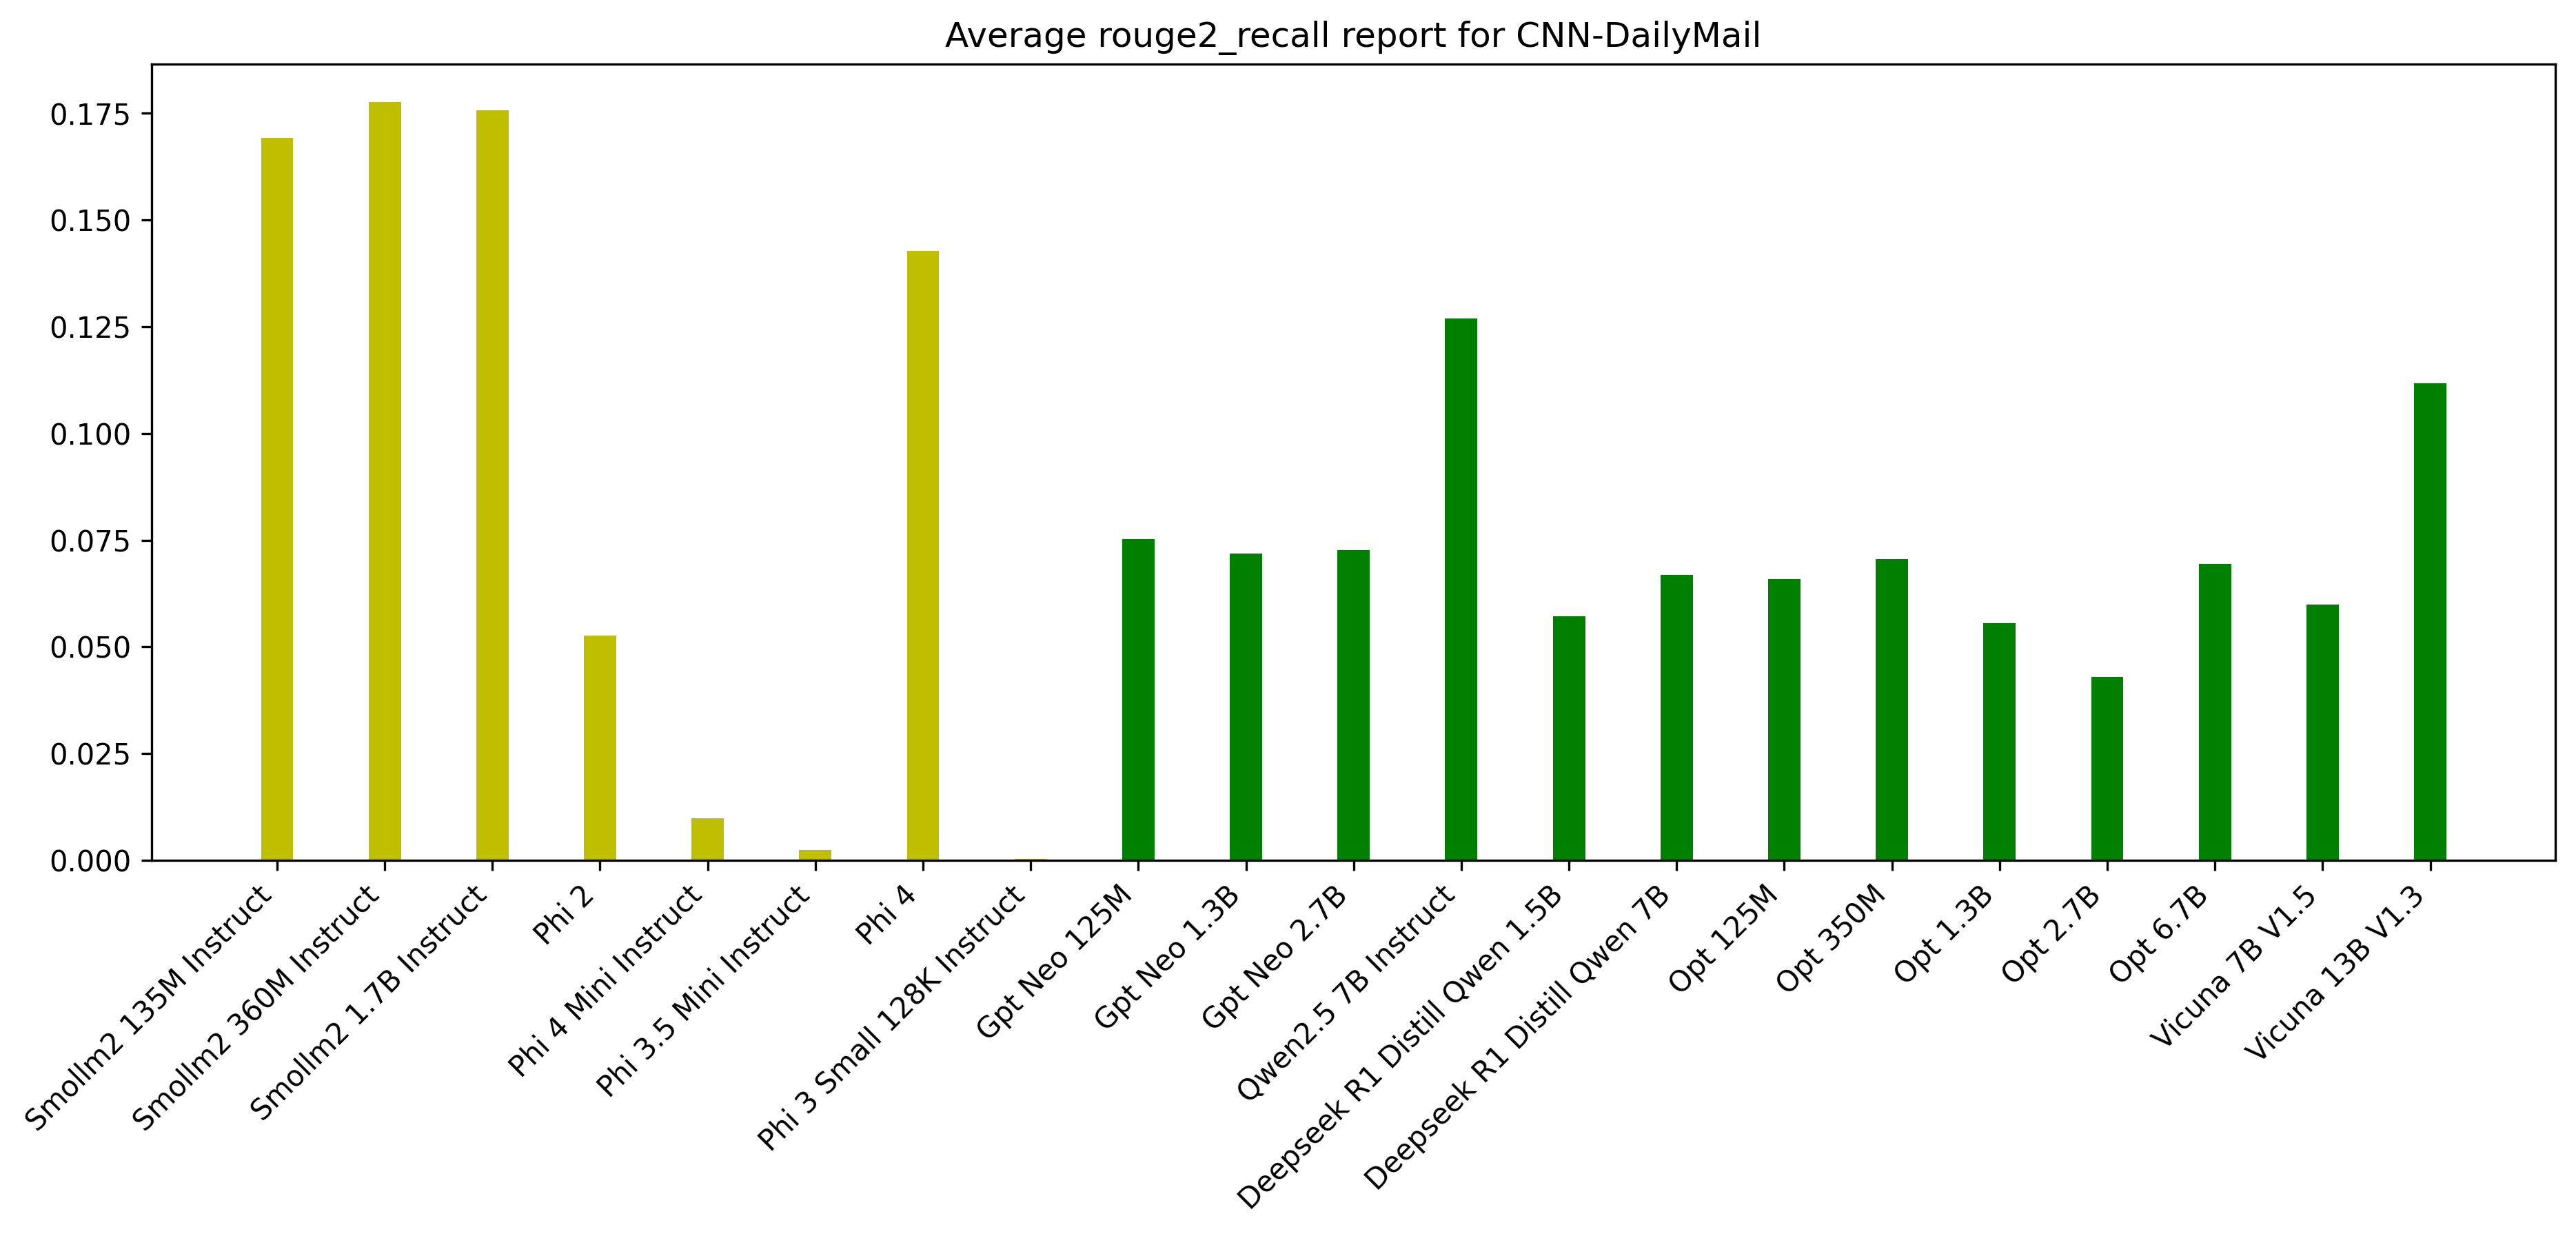 Average rouge2_recall report for CNN-DailyMail
0.175
0.150
0.125
0.100
0.075
0.050
0.025
0.000
Smollm2 135M Instruct
Smollm2 360M Instruct
Smollm2 1.7B Instruct
Phi 2
Phi 4 Mini Instruct
Phi 3.5 Mini Instruct
Phi 4
Phi 3 Small 128K Instruct
Gpt Neo 125M
Gpt Neo 1.3B
Gpt Neo 2.7B
Qwen2.5 7B Instruct
Deepseek R1 Distill Qwen 1.5B
Deepseek R1 Distill Qwen 7B
Opt 125M
Opt 350M
Opt 1.3B
Opt 2.7B
Opt 6.7B
Vicuna 7B V1.5
Vicuna 13B V1.3